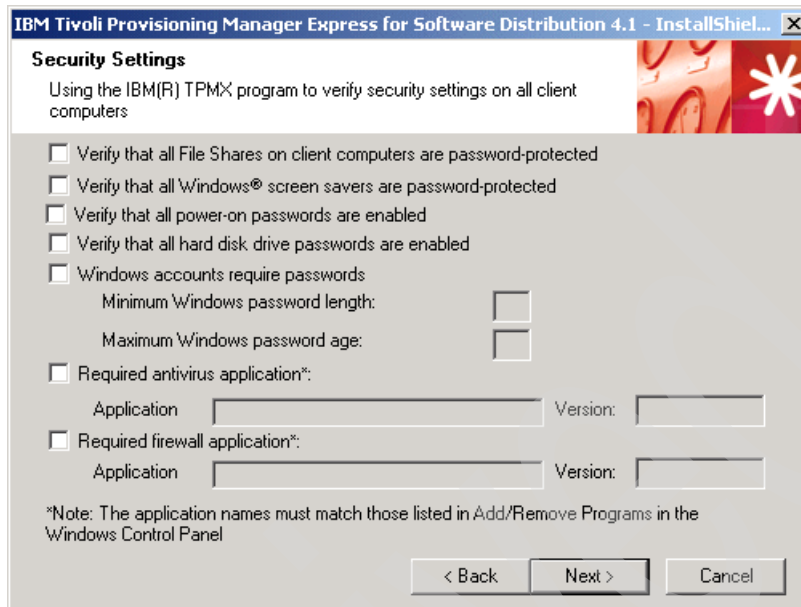 IBM Tivoli Provisioning Manager Express for Software Distribution 4.1 - InstallShiel...
Security Settings
Using the IBM(R) TPMX program to verify security settings on all client
computers
Verify that all File Shares on client computers are password-protected
Verify that all Windows® screen savers are password-protected
Verify that all power-on passwords are enabled
Verify that all hard disk drive passwords are enabled
Windows accounts require passwords
Minimum Windows password length:
Maximum Windows password age:
Required antivirus application*:
Application Version:
Required firewall application*:
Application Version:
*Note: The application names must match those listed in Add/Remove Programs in the
Windows Control Panel
< Back Next > Cancel